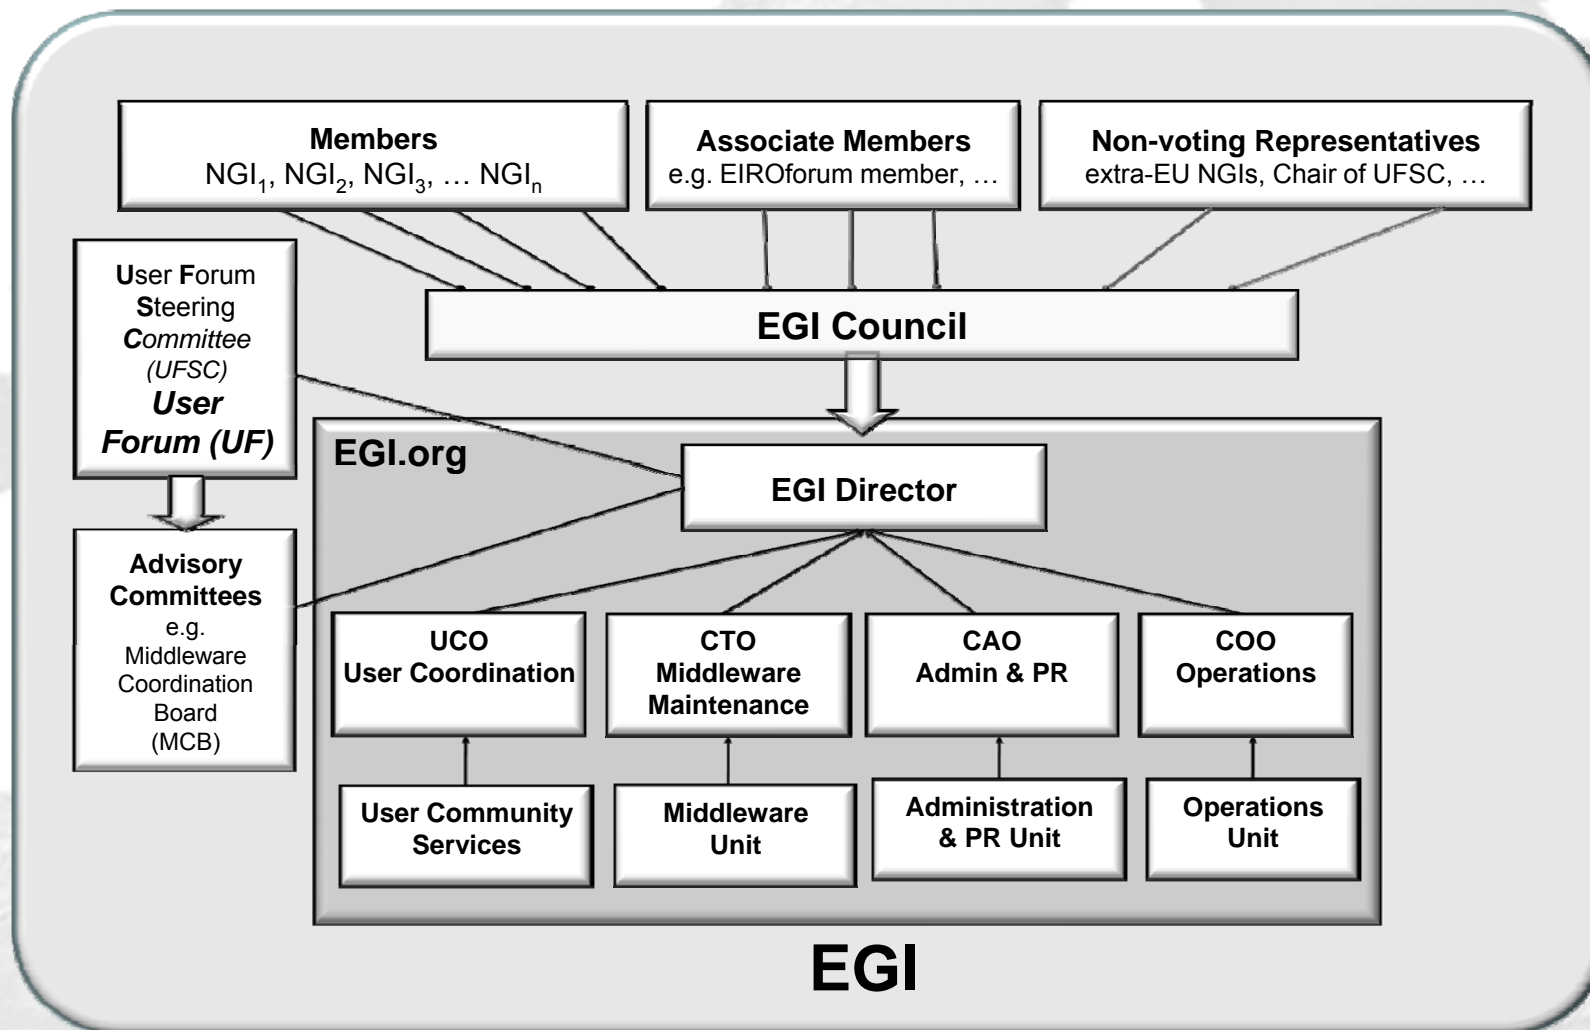 Members
NGI1, NGI2, NGI3, … NGIn
Associate Members
e.g. EIROforum member, …
Non-voting Representatives
extra-EU NGIs, Chair of UFSC, …
User Forum
Steering
Committee
(UFSC)
User
Forum (UF)
EGI Council
EGI.org
EGI Director
Advisory
Committees
e.g.
Middleware
Coordination
Board
(MCB)
UCO
User Coordination
CTO
Middleware
Maintenance
CAO
Admin & PR
COO
Operations
User Community
Services
Middleware
Unit
Administration
& PR Unit
Operations
Unit
EGI